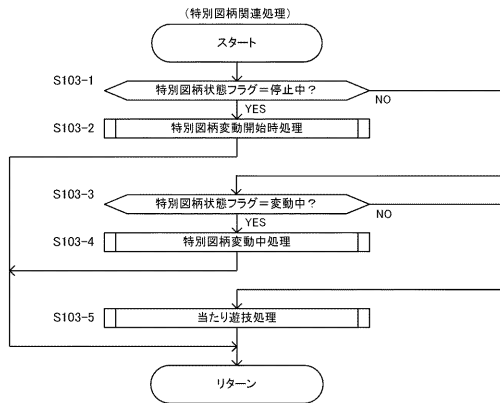 (特別図柄関連処理)
スタート
S103-1
特別図柄状態フラグ=停止中?
NO
YES
S103-2
特別図柄変動開始時処理
S103-3
特別図柄状態フラグ=変動中?
NO
YES
S103-4
特別図柄変動中処理
S103-5
当たり遊技処理
リターン